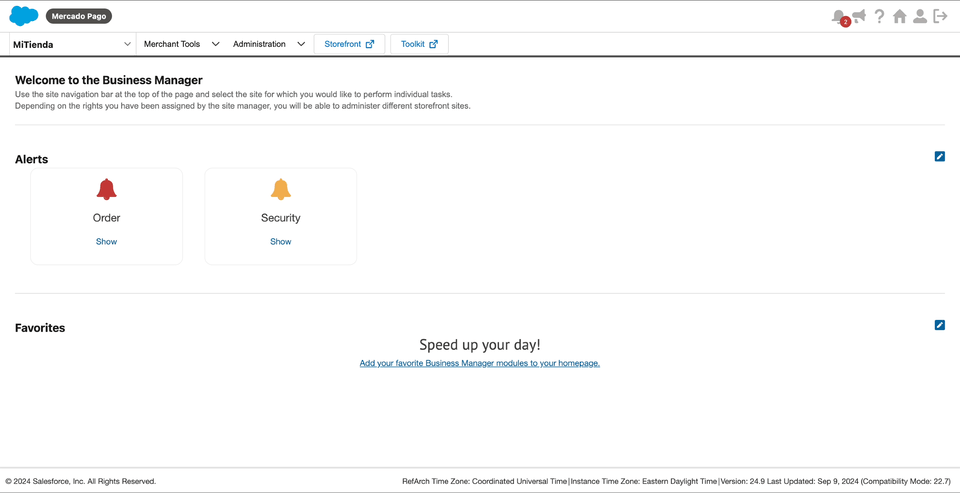 Mercado Pago
2
MiTienda
Merchant Tools
Administration
Storefront
Toolkit
Welcome to the Business Manager
Use the site navigation bar at the top of the page and select the site for which you would like to perform individual tasks.
Depending on the rights you have been assigned by the site manager, you will be able to administer different storefront sites.
Alerts
Order
Show
Security
Show
Favorites
Speed up your day!
Add your favorite Business Manager modules to your homepage.
© 2024 Salesforce, Inc. All Rights Reserved.
RefArch Time Zone: Coordinated Universal Time|Instance Time Zone: Eastern Daylight Time|Version: 24.9 Last Updated: Sep 9, 2024 (Compatibility Mode: 22.7)